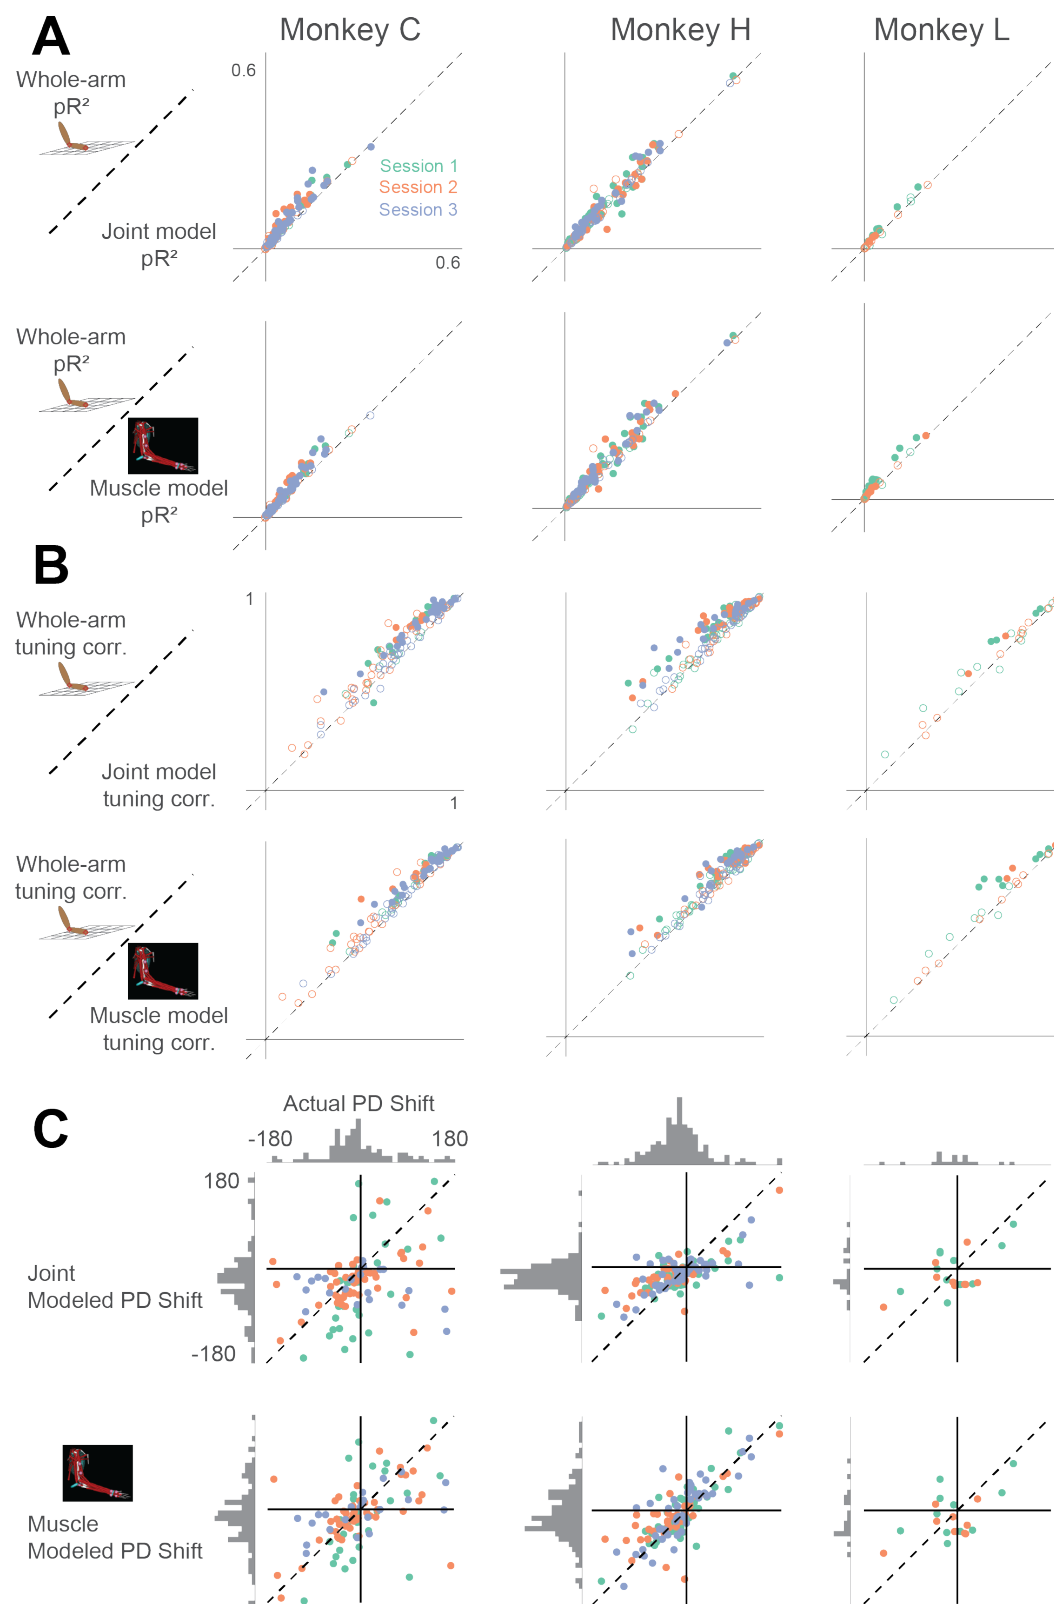 A
Monkey C
Monkey H
Monkey L
Whole-arm
pR²
0.6
Session 1
Session 2
Session 3
Joint model
pR²
0.6
Whole-arm
pR²
Muscle model
pR²
B
Whole-arm
tuning corr.
1
Joint model
tuning corr.
1
Whole-arm
tuning corr.
Muscle model
tuning corr.
C
Actual PD Shift
-180
180
180
Joint
Modeled PD Shift
-180
Muscle
Modeled PD Shift